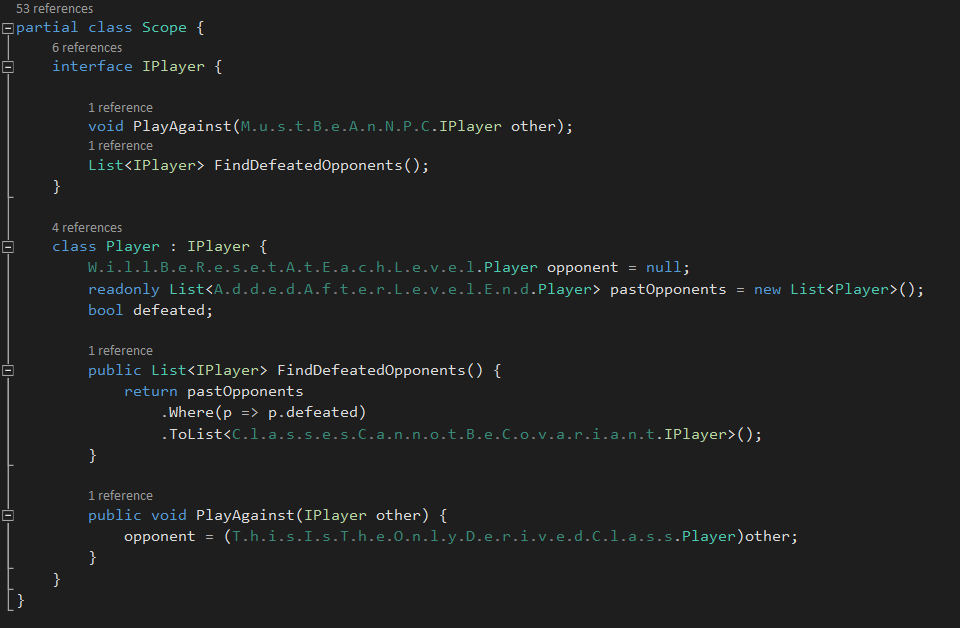 53 references
partial class Scope {
6 references
interface IPlayer {
1 reference
void PlayAgainst(M.u.s.t.B.e.A.n.N.P.C.IPlayer other);
1 reference
List<IPlayer> FindDefeatedOpponents();
}
4 references
class Player : IPlayer {
W.i.l.l.B.e.R.e.s.e.t.A.t.E.a.c.h.L.e.v.e.l.Player opponent = null;
readonly List<A.d.d.e.d.A.f.t.e.r.L.e.v.e.l.E.n.d.Player> pastOpponents = new List<Player>();
bool defeated;
1 reference
public List<IPlayer> FindDefeatedOpponents() {
return pastOpponents
.Where(p => p.defeated)
.ToList<C.l.a.s.s.e.s.C.a.n.n.o.t.B.e.C.o.v.a.r.i.a.n.t.IPlayer>();
}
1 reference
public void PlayAgainst(IPlayer other) {
opponent = (T.h.i.s.I.s.T.h.e.O.n.l.y.D.e.r.i.v.e.d.C.l.a.s.s.Player)other;
}
}
}